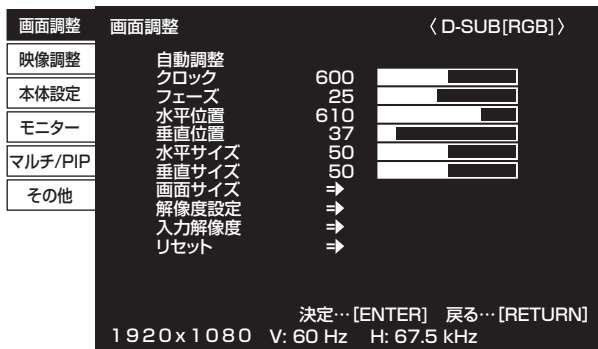 画面調整
映像調整
本体設定
モニター
マルチ/PIP
その他
画面調整 〈D-SUB[RGB]〉
自動調整
クロック 600
フェーズ 25
水平位置 610
垂直位置 37
水平サイズ 50
垂直サイズ 50
画面サイズ
解像度設定
入力解像度
リセット
決定…[ENTER] 戻る…[RETURN]
1920x1080 V: 60 Hz H: 67.5 kHz